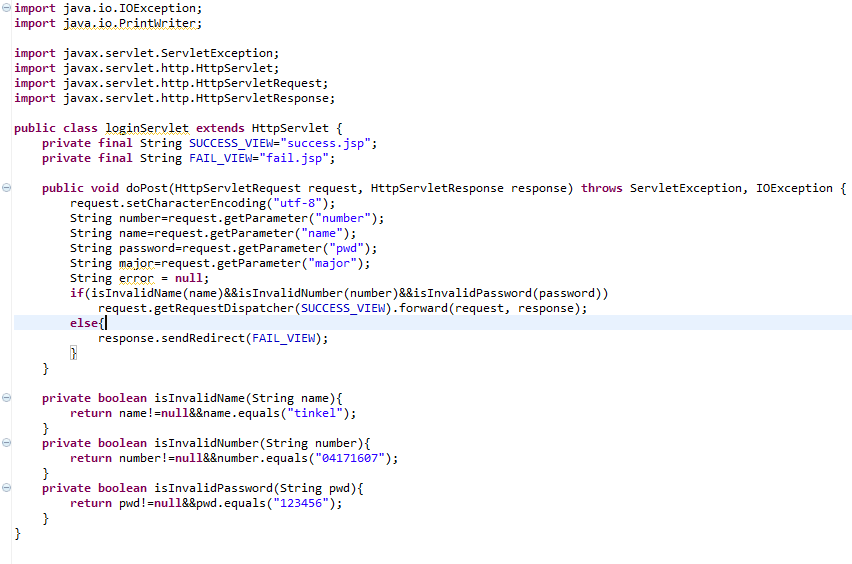 import java.io.IOException;
import java.io.PrintWriter;

import javax.servlet.ServletException;
import javax.servlet.http.HttpServlet;
import javax.servlet.http.HttpServletRequest;
import javax.servlet.http.HttpServletResponse;

public class loginServlet extends HttpServlet {
    private final String SUCCESS_VIEW="success.jsp";
    private final String FAIL_VIEW="fail.jsp";

    public void doPost(HttpServletRequest request, HttpServletResponse response) throws ServletException, IOException {
        request.setCharacterEncoding("utf-8");
        String number=request.getParameter("number");
        String name=request.getParameter("name");
        String password=request.getParameter("pwd");
        String major=request.getParameter("major");
        String error = null;
        if(isInvalidName(name)&&isInvalidNumber(number)&&isInvalidPassword(password))
            request.getRequestDispatcher(SUCCESS_VIEW).forward(request, response);
        else{
            response.sendRedirect(FAIL_VIEW);
        }
    }

    private boolean isInvalidName(String name){
        return name!=null&&name.equals("tinkel");
    }
    private boolean isInvalidNumber(String number){
        return number!=null&&number.equals("04171607");
    }
    private boolean isInvalidPassword(String pwd){
        return pwd!=null&&pwd.equals("123456");
    }
}